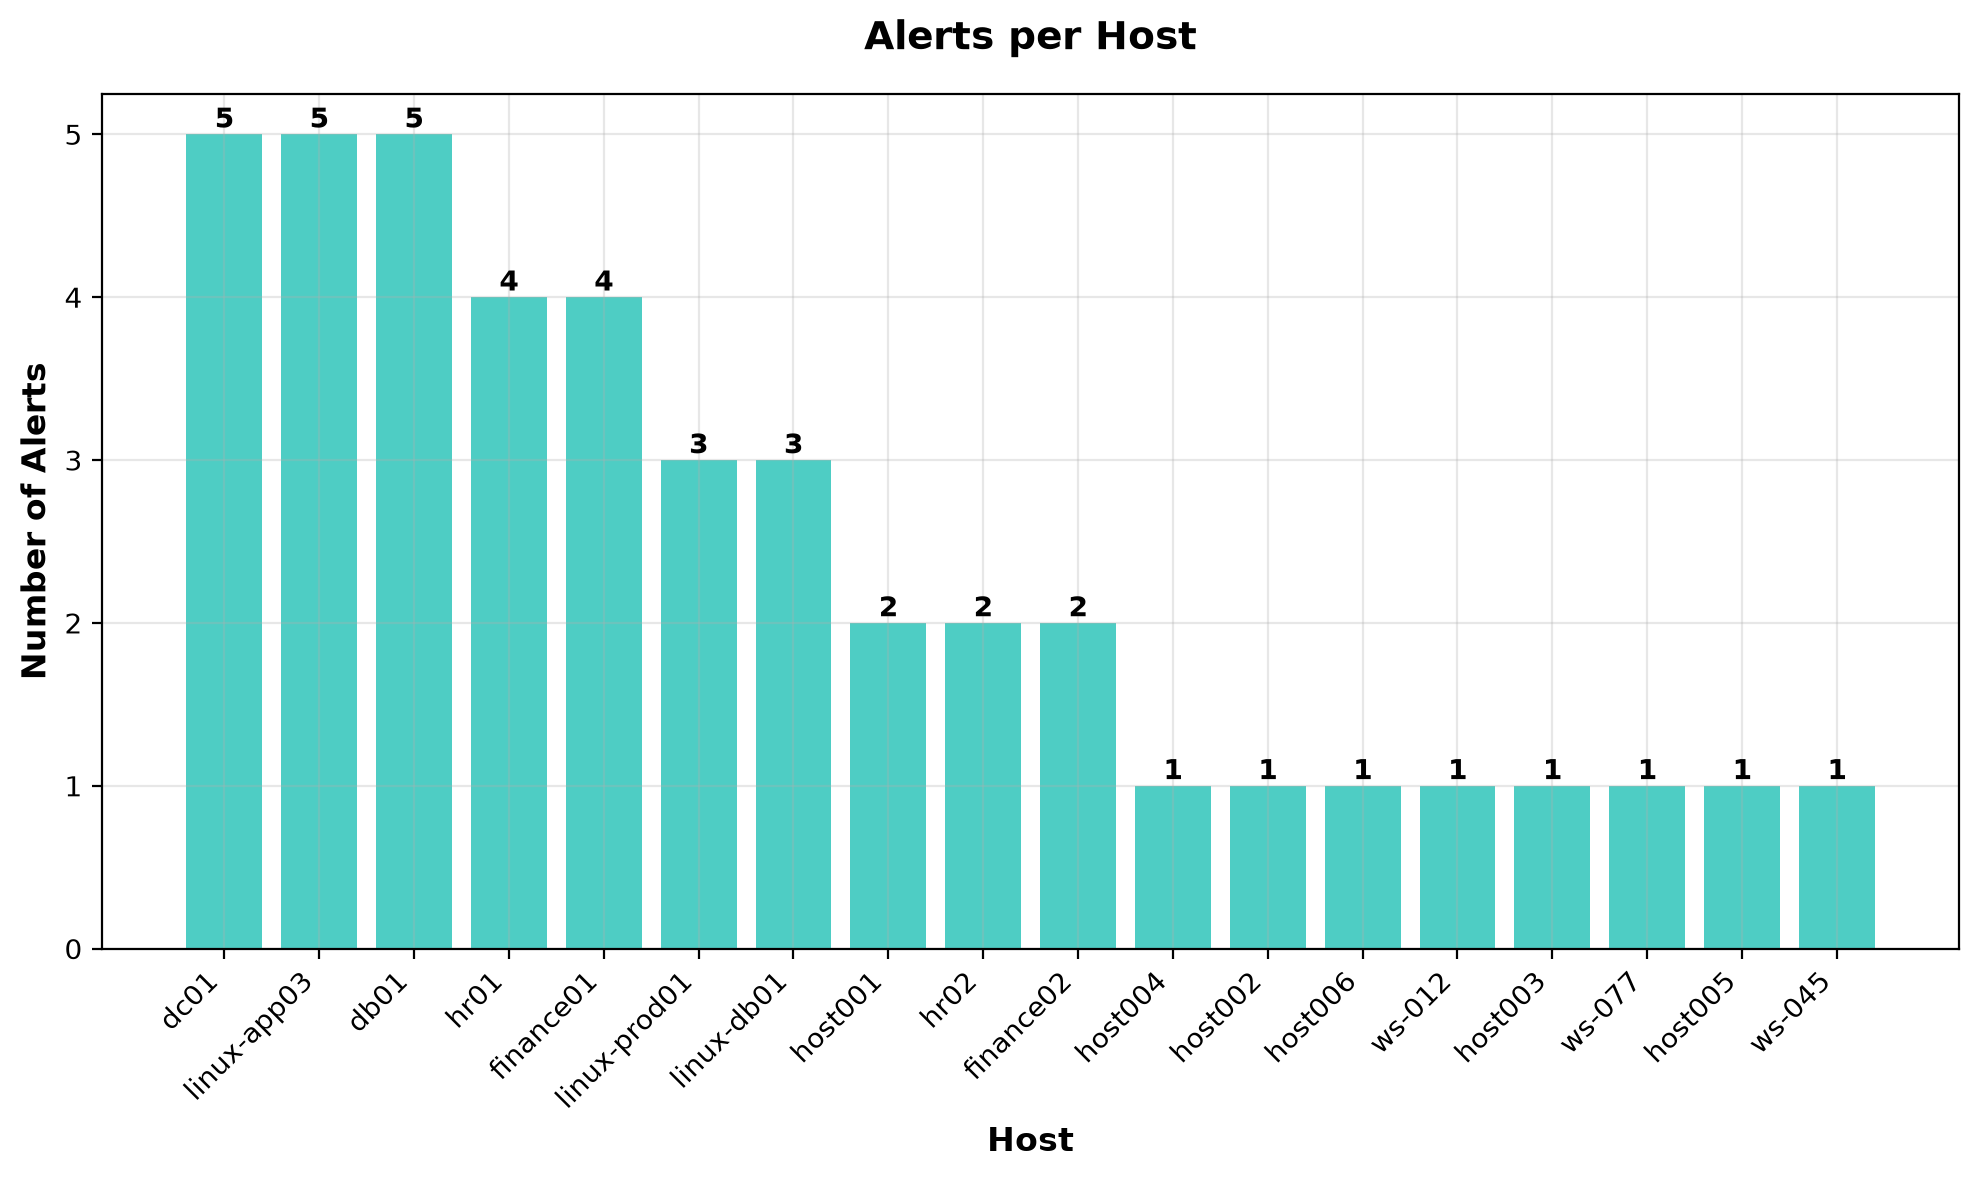 Alerts per Host
Number of Alerts
5
4
3
2
1
0
5 5 5 4 4 3 3 2 2 2 1 1 1 1 1 1 1 1
dc01 linux-app03 db01 hr01 finance01 linux-prod01 linux-db01 host001 hr02 finance02 host004 host002 host006 ws-012 host003 ws-077 host005 ws-045
Host